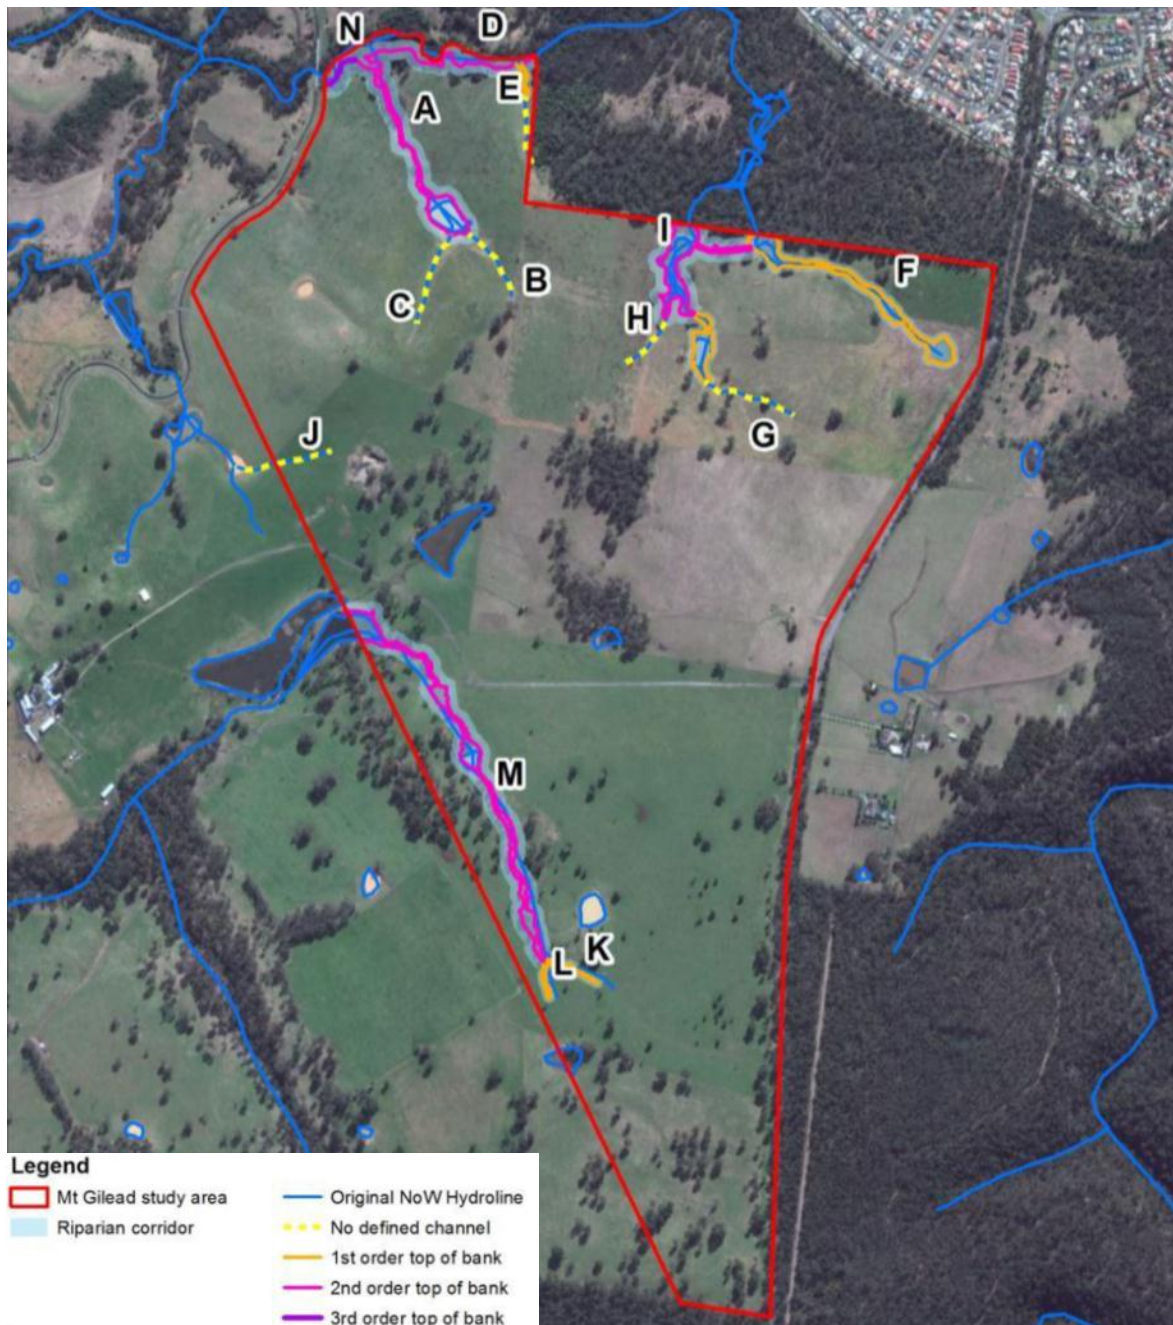 N
D
E
A
I
F
B
C
H
G
J
M
K
L
Legend
Mt Gilead study area
Riparian corridor
Original NoW Hydroline
No defined channel
1st order top of bank
2nd order top of bank
3rd order top of bank